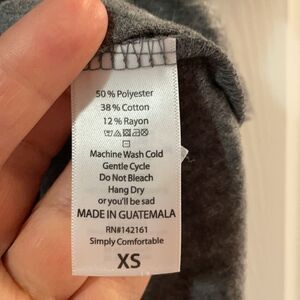 50% Polyester
38% Cotton
12% Rayon
Machine Wash Cold
Gentle Cycle
Do Not Bleach
Hang Dry
or you'll be sad
MADE IN GUATEMALA
RN#142161
Simply Comfortable
XS